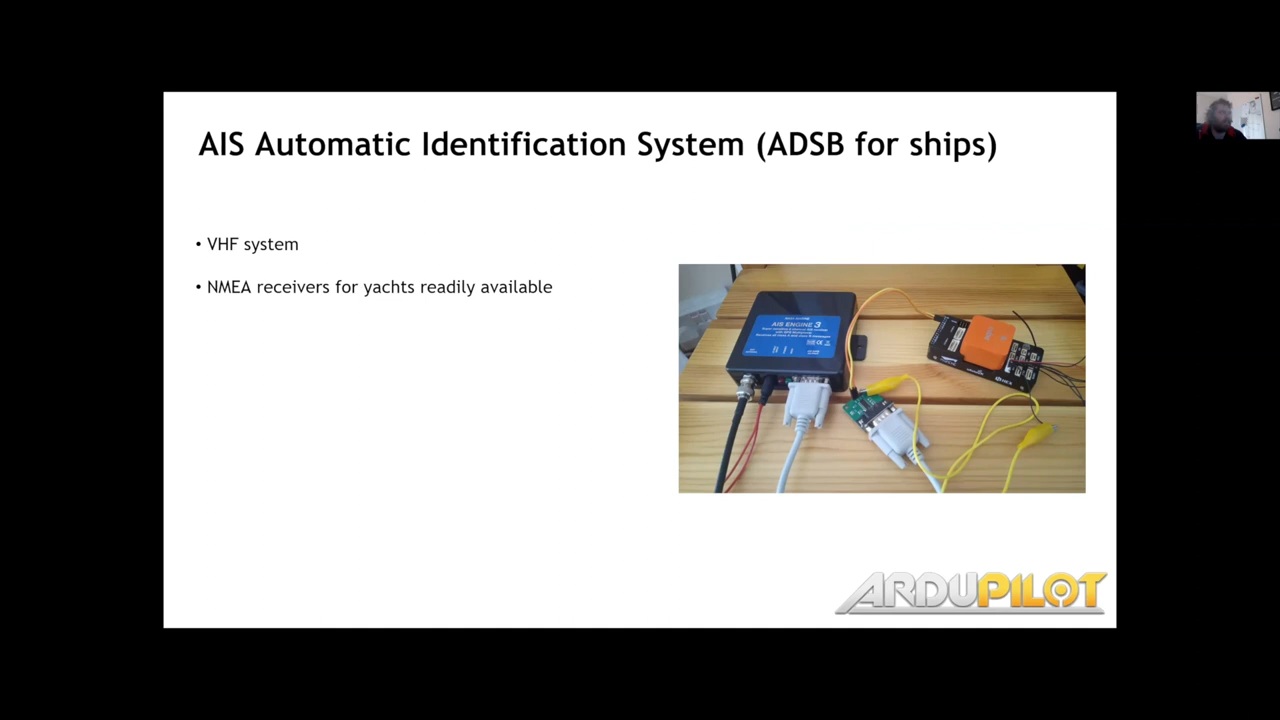 AIS Automatic Identification System (ADSB for ships)
• VHF system
• NMEA receivers for yachts readily available
AIS ENGINE 3
ARDUPILOT